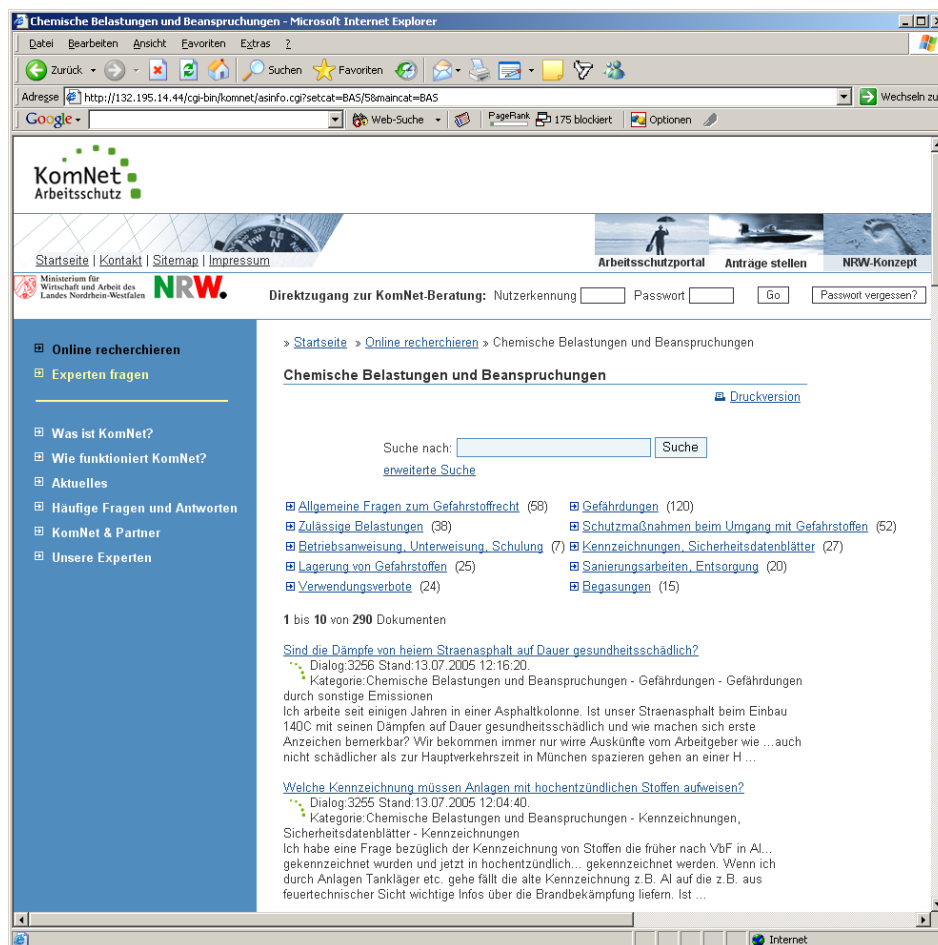 Chemische Belastungen und Beanspruchungen - Microsoft Internet Explorer
Datei Bearbeiten Ansicht Favoriten Extras ?
Zurück Suchen Favoriten
Adresse http://132.195.14.44/cgi-bin/komnet/asinfo.cgi?setcat=BAS/5&maincat=BAS Wechseln zu
Google Web-Suche PageRank 175 blockiert Optionen
KomNet
Arbeitsschutz
Startseite | Kontakt | Sitemap | Impressum
Arbeitsschutzportal Anträge stellen NRW-Konzept
Ministerium für
Wirtschaft und Arbeit des
Landes Nordrhein-Westfalen
NRW.
Direktzugang zur KomNet-Beratung: Nutzerkennung Passwort Go Passwort vergessen?
Online recherchieren
Experten fragen
Was ist KomNet?
Wie funktioniert KomNet?
Aktuelles
Häufige Fragen und Antworten
KomNet & Partner
Unsere Experten
» Startseite » Online recherchieren » Chemische Belastungen und Beanspruchungen
Chemische Belastungen und Beanspruchungen
Druckversion
Suche nach: Suche
erweiterte Suche
Allgemeine Fragen zum Gefahrstoffrecht (58) Gefährdungen (120)
Zulässige Belastungen (38) Schutzmaßnahmen beim Umgang mit Gefahrstoffen (52)
Betriebsanweisung, Unterweisung, Schulung (7) Kennzeichnungen, Sicherheitsdatenblätter (27)
Lagerung von Gefahrstoffen (25) Sanierungsarbeiten, Entsorgung (20)
Verwendungsverbote (24) Begasungen (15)
1 bis 10 von 290 Dokumenten
Sind die Dämpfe von heiem Straenasphalt auf Dauer gesundheitsschädlich?
Dialog:3256 Stand:13.07.2005 12:16:20.
Kategorie:Chemische Belastungen und Beanspruchungen - Gefährdungen - Gefährdungen
durch sonstige Emissionen
Ich arbeite seit einigen Jahren in einer Asphaltkolonne. Ist unser Straenasphalt beim Einbau
140C mit seinen Dämpfen auf Dauer gesundheitsschädlich und wie machen sich erste
Anzeichen bemerkbar? Wir bekommen immer nur wirre Auskünfte vom Arbeitgeber wie ...auch
nicht schädlicher als zur Hauptverkehrszeit in München spazieren gehen an einer H ...
Welche Kennzeichnung müssen Anlagen mit hochentzündlichen Stoffen aufweisen?
Dialog:3255 Stand:13.07.2005 12:04:40.
Kategorie:Chemische Belastungen und Beanspruchungen - Kennzeichnungen,
Sicherheitsdatenblätter - Kennzeichnungen
Ich habe eine Frage bezüglich der Kennzeichnung von Stoffen die früher nach VbF in AI...
gekennzeichnet wurden und jetzt in hochentzündlich... gekennzeichnet werden. Wenn ich
durch Anlagen Tankläger etc. gehe fällt die alte Kennzeichnung z.B. AI auf die z.B. aus
feuertechnischer Sicht wichtige Infos über die Brandbekämpfung liefern. Ist ...
Internet